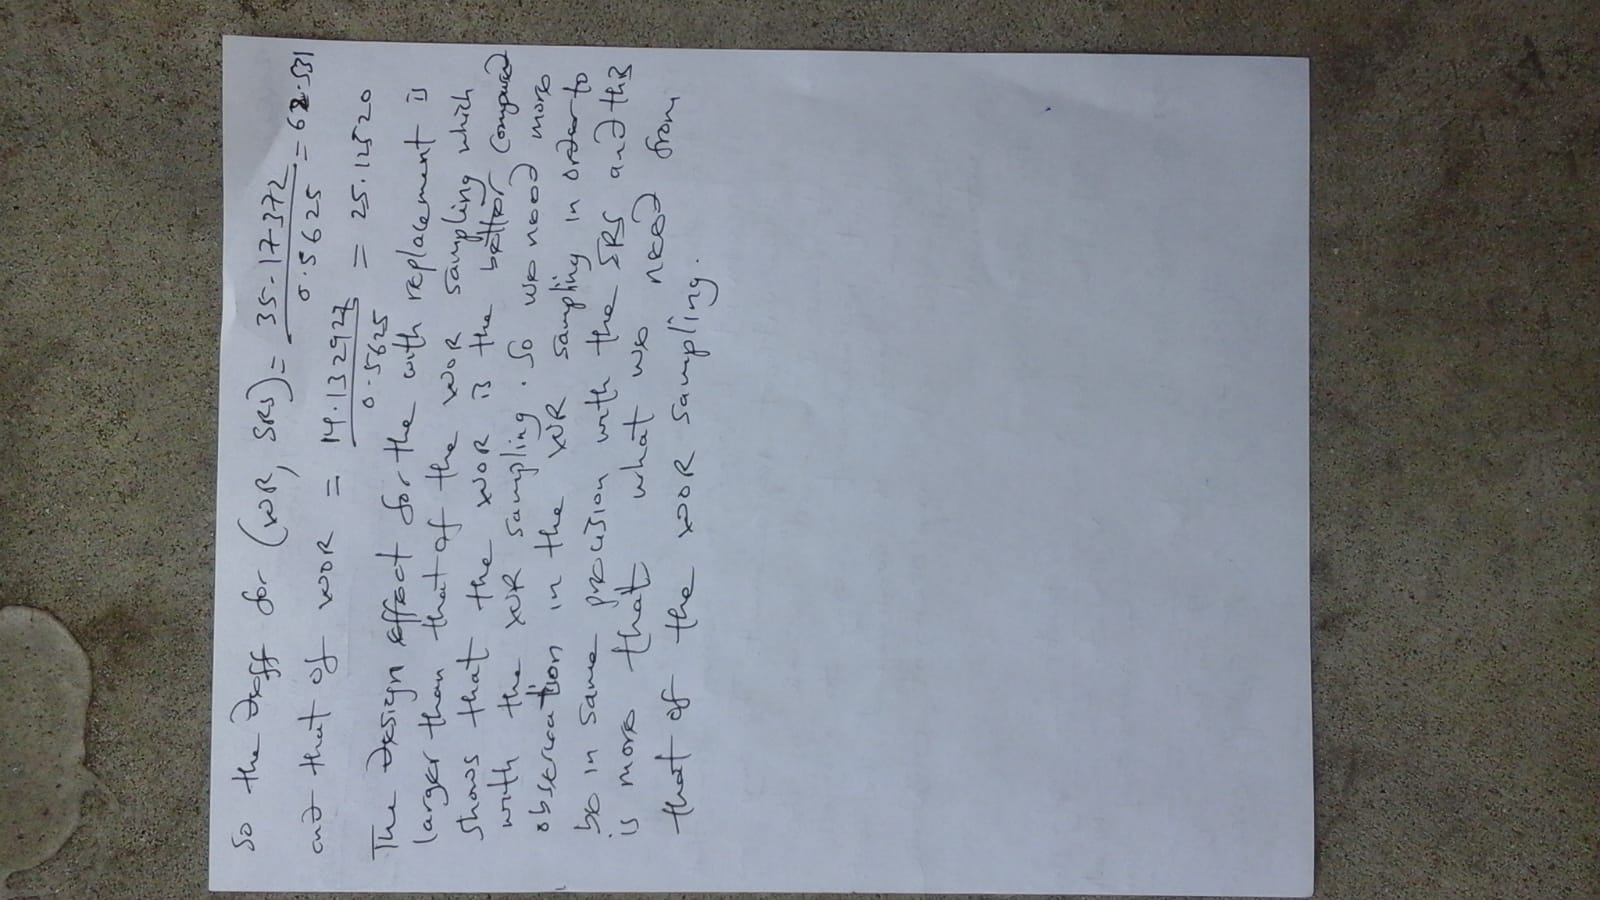 So the Deff for (WR, SRS) = 35.17372 / 0.5625 = 62.531
and that of WOR = 14.132927 / 0.5625 = 25.12520
The Design effect for the with replacement is
larger than that of the WOR sampling which
shows that the WOR is the better compared
with the WR sampling. So we need more
observation in the WR sampling in order to
be in same precision with the SRS and this
is more that what we need from
that of the WOR sampling.